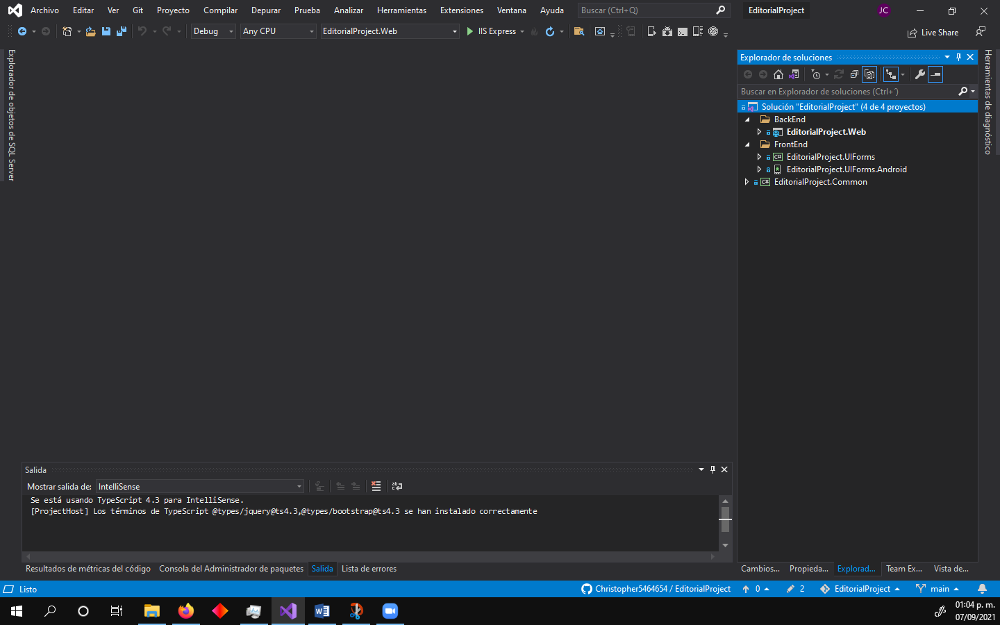 Archivo Editar Ver Git Proyecto Compilar Depurar Prueba Analizar Herramientas Extensiones Ventana Ayuda Buscar (Ctrl+Q) EditorialProject JC
Debug Any CPU EditorialProject.Web IIS Express Live Share
Explorador de objetos de SQL Server
Explorador de soluciones
Buscar en Explorador de soluciones (Ctrl+´)
Solución "EditorialProject" (4 de 4 proyectos)
BackEnd
EditorialProject.Web
FrontEnd
C# EditorialProject.UIForms
EditorialProject.UIForms.Android
C# EditorialProject.Common
Herramientas de diagnóstico
Salida
Mostrar salida de: IntelliSense
Se está usando TypeScript 4.3 para IntelliSense.
[ProjectHost] Los términos de TypeScript @types/jquery@ts4.3,@types/bootstrap@ts4.3 se han instalado correctamente
Resultados de métricas del código Consola del Administrador de paquetes Salida Lista de errores
Cambios... Propieda... Explorad... Team Ex... Vista de...
Listo Christopher5464654 / EditorialProject 0 2 EditorialProject main
01:04 p. m.
07/09/2021